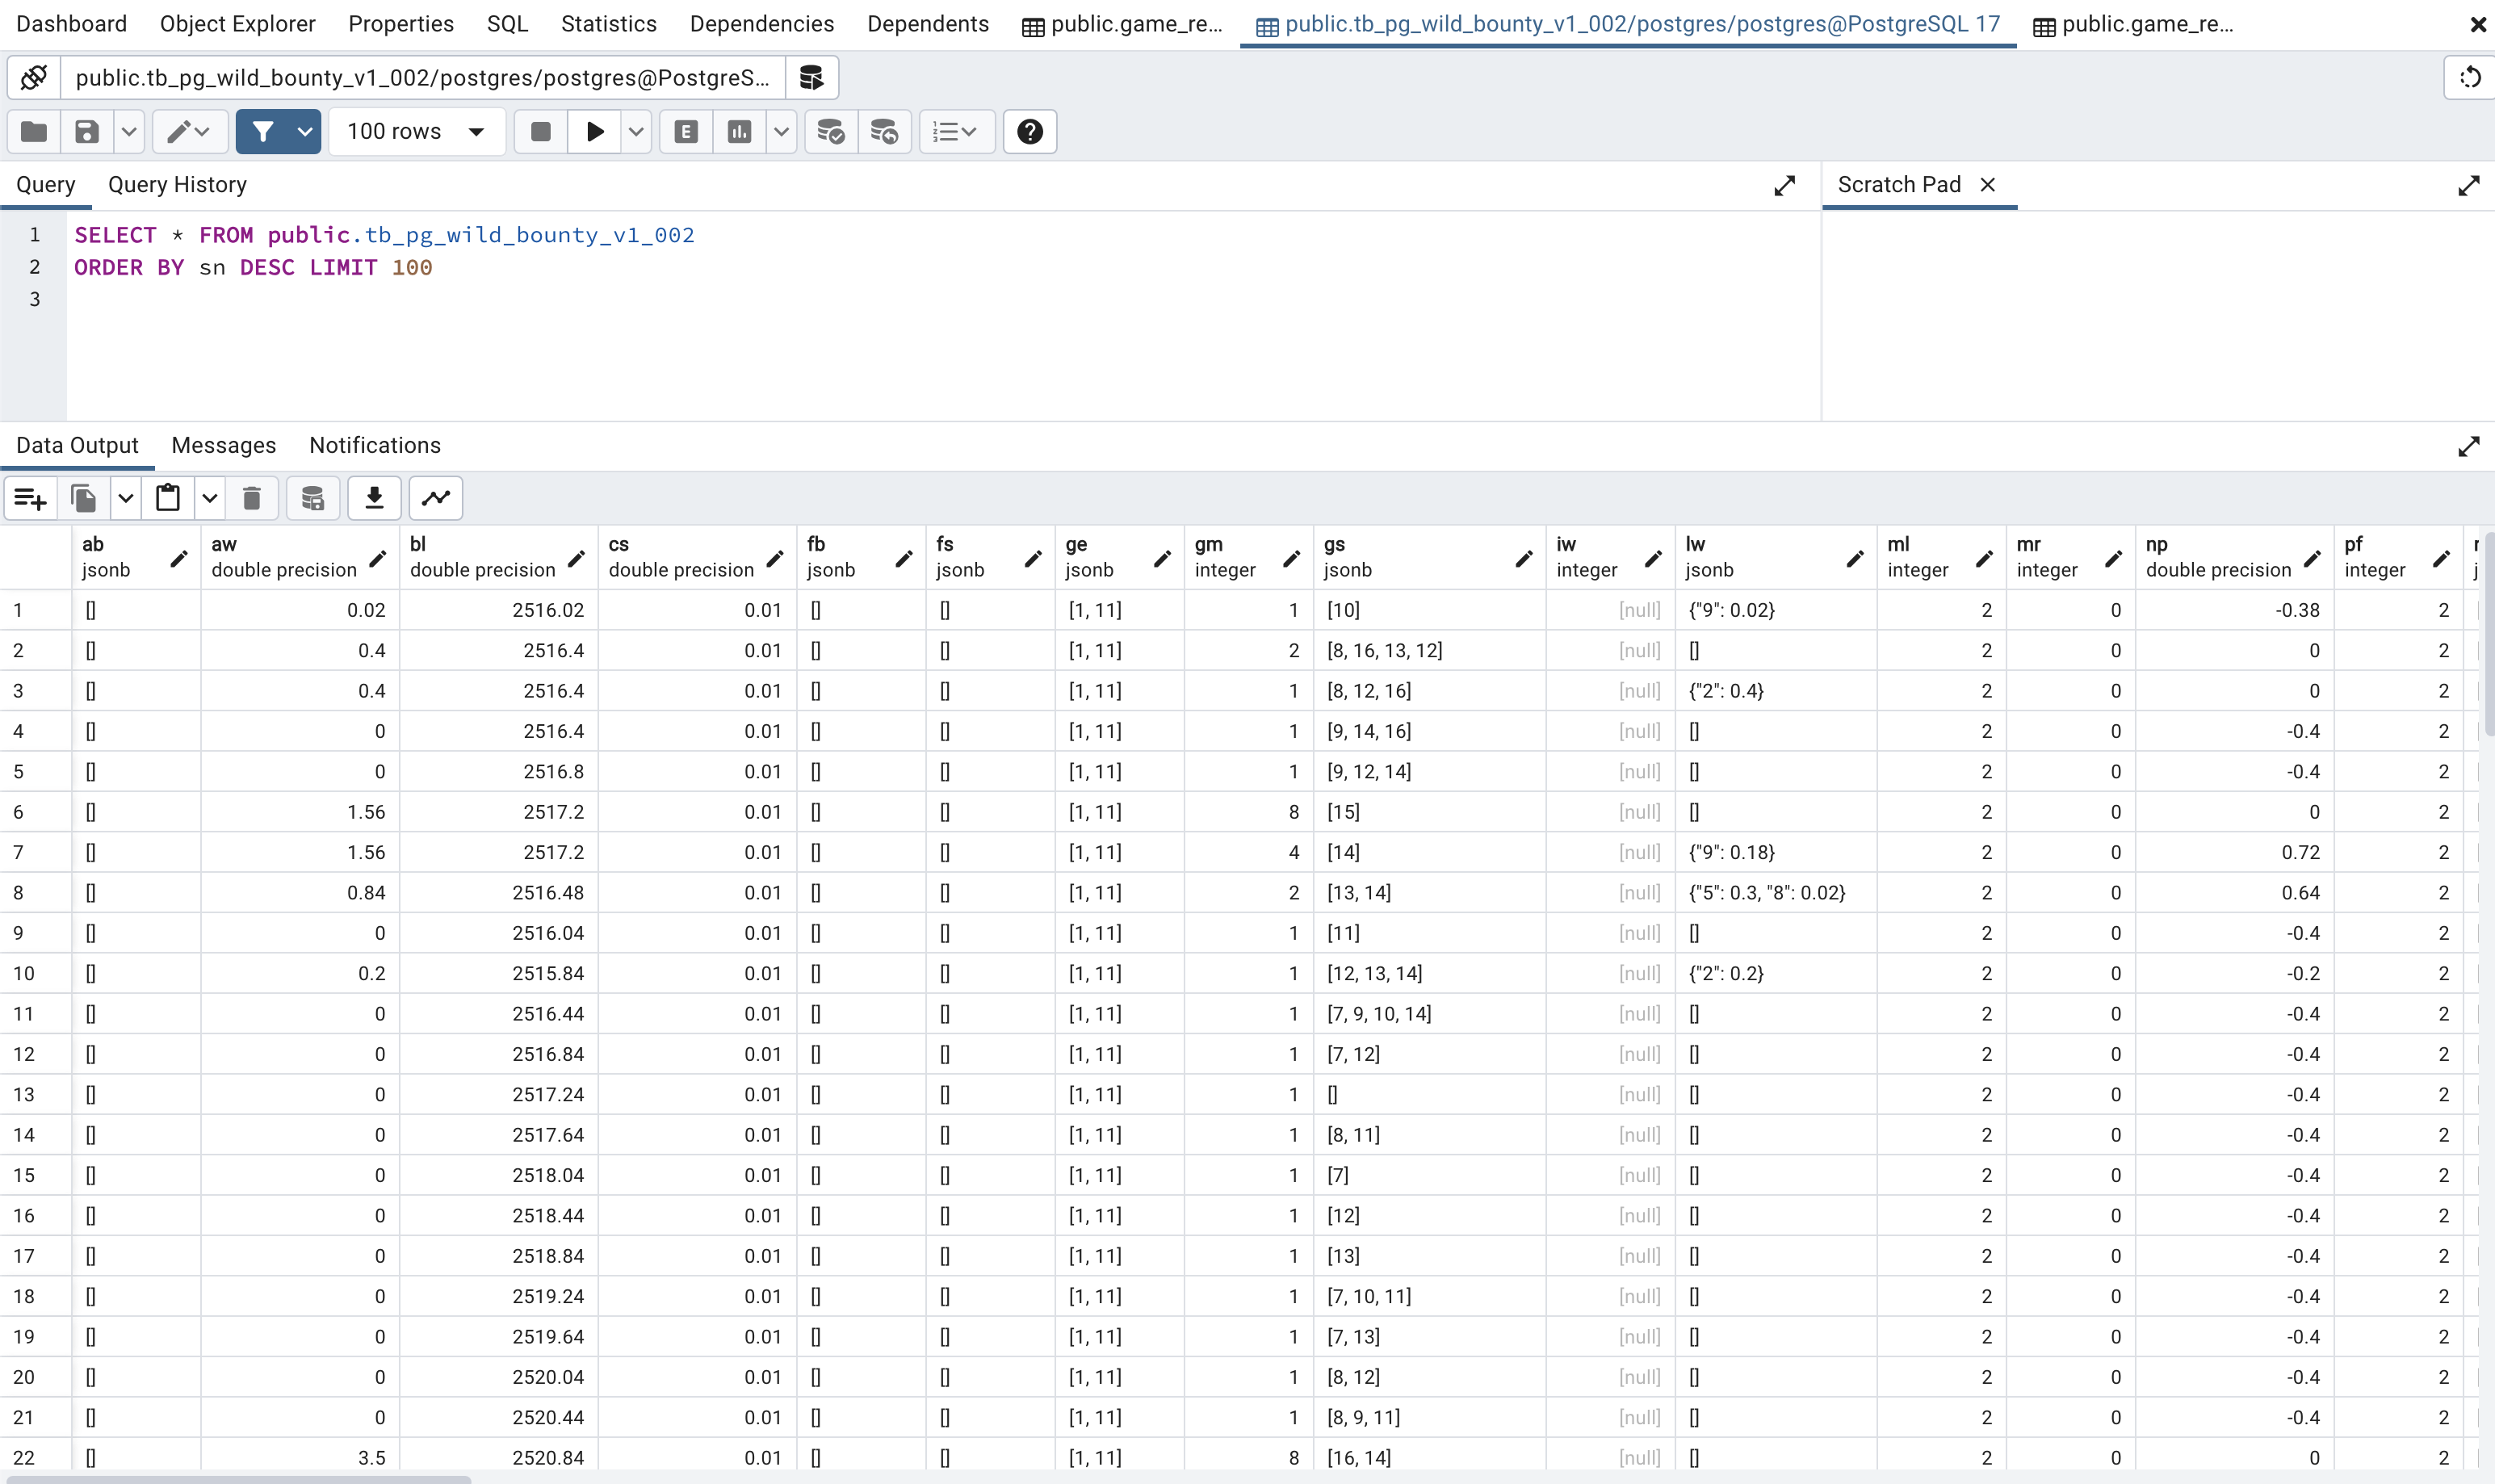 Dashboard Object Explorer Properties SQL Statistics Dependencies Dependents public.game_re... public.tb_pg_wild_bounty_v1_002/postgres/postgres@PostgreSQL 17 public.game_re...
public.tb_pg_wild_bounty_v1_002/postgres/postgres@PostgreS...
100 rows E
Query Query History Scratch Pad
1 SELECT * FROM public.tb_pg_wild_bounty_v1_002
2 ORDER BY sn DESC LIMIT 100
3
Data Output Messages Notifications
ab aw bl cs fb fs ge gm gs iw lw ml mr np pf
jsonb double precision double precision double precision jsonb jsonb jsonb integer jsonb integer jsonb integer integer double precision integer
1 [] 0.02 2516.02 0.01 [] [] [1, 11] 1 [10] [null] {"9": 0.02} 2 0 -0.38 2
2 [] 0.4 2516.4 0.01 [] [] [1, 11] 2 [8, 16, 13, 12] [null] [] 2 0 0 2
3 [] 0.4 2516.4 0.01 [] [] [1, 11] 1 [8, 12, 16] [null] {"2": 0.4} 2 0 0 2
4 [] 0 2516.4 0.01 [] [] [1, 11] 1 [9, 14, 16] [null] [] 2 0 -0.4 2
5 [] 0 2516.8 0.01 [] [] [1, 11] 1 [9, 12, 14] [null] [] 2 0 -0.4 2
6 [] 1.56 2517.2 0.01 [] [] [1, 11] 8 [15] [null] [] 2 0 0 2
7 [] 1.56 2517.2 0.01 [] [] [1, 11] 4 [14] [null] {"9": 0.18} 2 0 0.72 2
8 [] 0.84 2516.48 0.01 [] [] [1, 11] 2 [13, 14] [null] {"5": 0.3, "8": 0.02} 2 0 0.64 2
9 [] 0 2516.04 0.01 [] [] [1, 11] 1 [11] [null] [] 2 0 -0.4 2
10 [] 0.2 2515.84 0.01 [] [] [1, 11] 1 [12, 13, 14] [null] {"2": 0.2} 2 0 -0.2 2
11 [] 0 2516.44 0.01 [] [] [1, 11] 1 [7, 9, 10, 14] [null] [] 2 0 -0.4 2
12 [] 0 2516.84 0.01 [] [] [1, 11] 1 [7, 12] [null] [] 2 0 -0.4 2
13 [] 0 2517.24 0.01 [] [] [1, 11] 1 [] [null] [] 2 0 -0.4 2
14 [] 0 2517.64 0.01 [] [] [1, 11] 1 [8, 11] [null] [] 2 0 -0.4 2
15 [] 0 2518.04 0.01 [] [] [1, 11] 1 [7] [null] [] 2 0 -0.4 2
16 [] 0 2518.44 0.01 [] [] [1, 11] 1 [12] [null] [] 2 0 -0.4 2
17 [] 0 2518.84 0.01 [] [] [1, 11] 1 [13] [null] [] 2 0 -0.4 2
18 [] 0 2519.24 0.01 [] [] [1, 11] 1 [7, 10, 11] [null] [] 2 0 -0.4 2
19 [] 0 2519.64 0.01 [] [] [1, 11] 1 [7, 13] [null] [] 2 0 -0.4 2
20 [] 0 2520.04 0.01 [] [] [1, 11] 1 [8, 12] [null] [] 2 0 -0.4 2
21 [] 0 2520.44 0.01 [] [] [1, 11] 1 [8, 9, 11] [null] [] 2 0 -0.4 2
22 [] 3.5 2520.84 0.01 [] [] [1, 11] 8 [16, 14] [null] [] 2 0 0 2